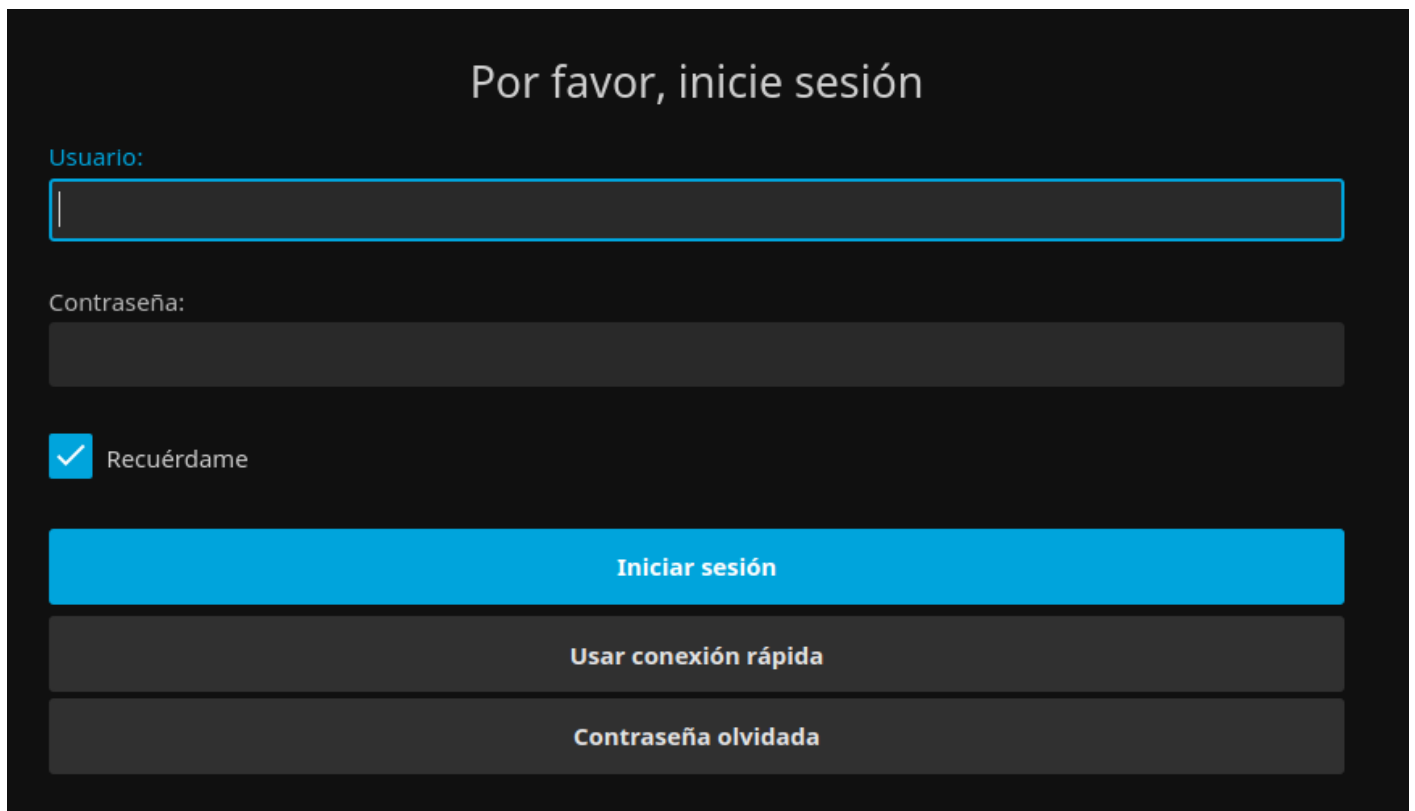 Por favor, inicie sesión
Usuario:
Contraseña:
Recuérdame
Iniciar sesión
Usar conexión rápida
Contraseña olvidada